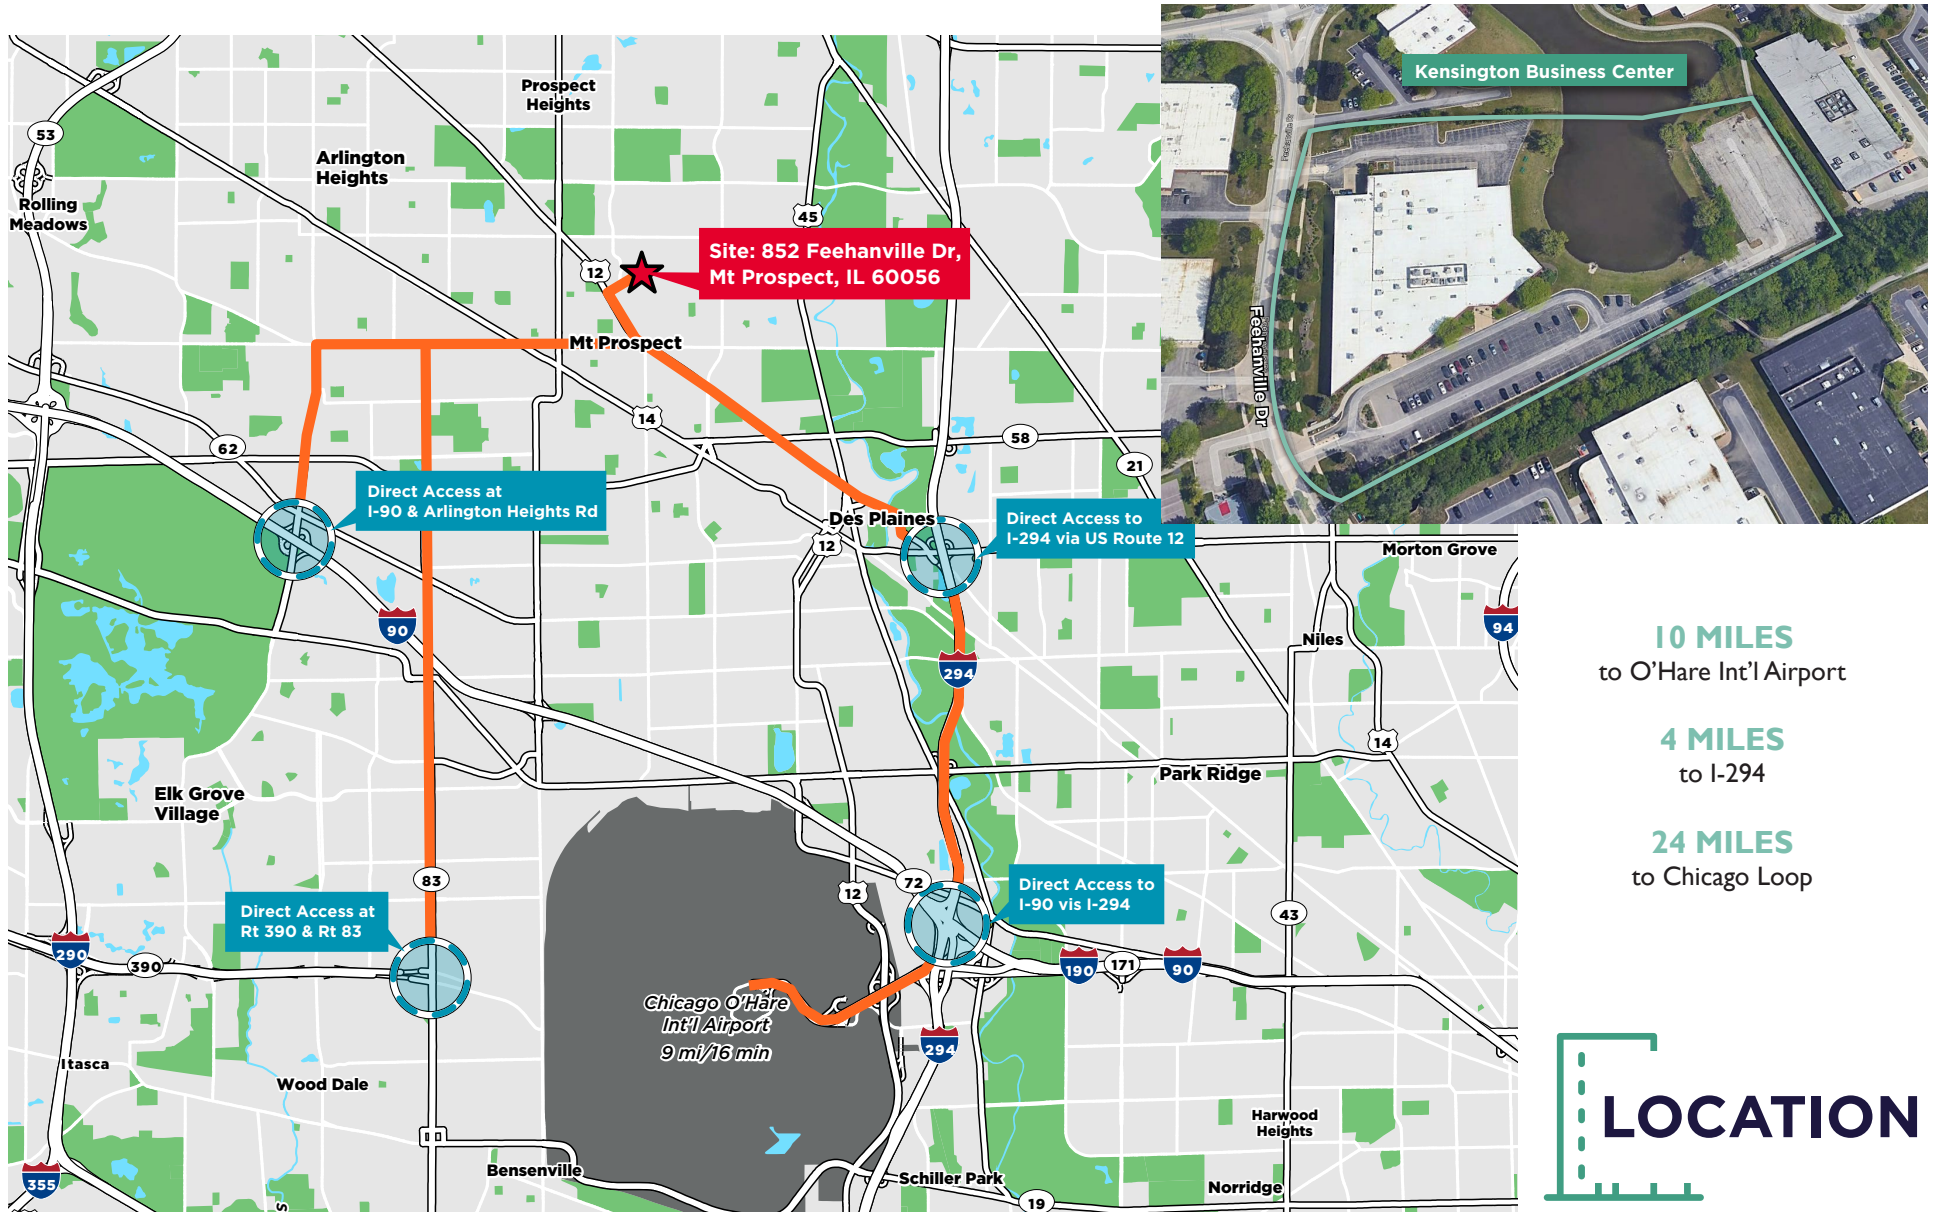 Kensington Business Center
Feehanville Dr
Prospect
Heights
53
Arlington
Heights
Rolling
Meadows
45
12
Site: 852 Feehanville Dr,
Mt Prospect, IL 60056
Mt Prospect
14
58
62
21
Direct Access at
I-90 & Arlington Heights Rd
Des Plaines
12
Direct Access to
I-294 via US Route 12
Morton Grove
90
94
Niles
294
14
Park Ridge
Elk Grove
Village
83
72
12
Direct Access to
I-90 vis I-294
Direct Access at
Rt 390 & Rt 83
43
290
390
190
171
90
Chicago O'Hare
Int'l Airport
9 mi/16 min
294
Itasca
Wood Dale
Harwood
Heights
Bensenville
Schiller Park
Norridge
355
19
10 MILES
to O'Hare Int'l Airport
4 MILES
to I-294
24 MILES
to Chicago Loop
LOCATION